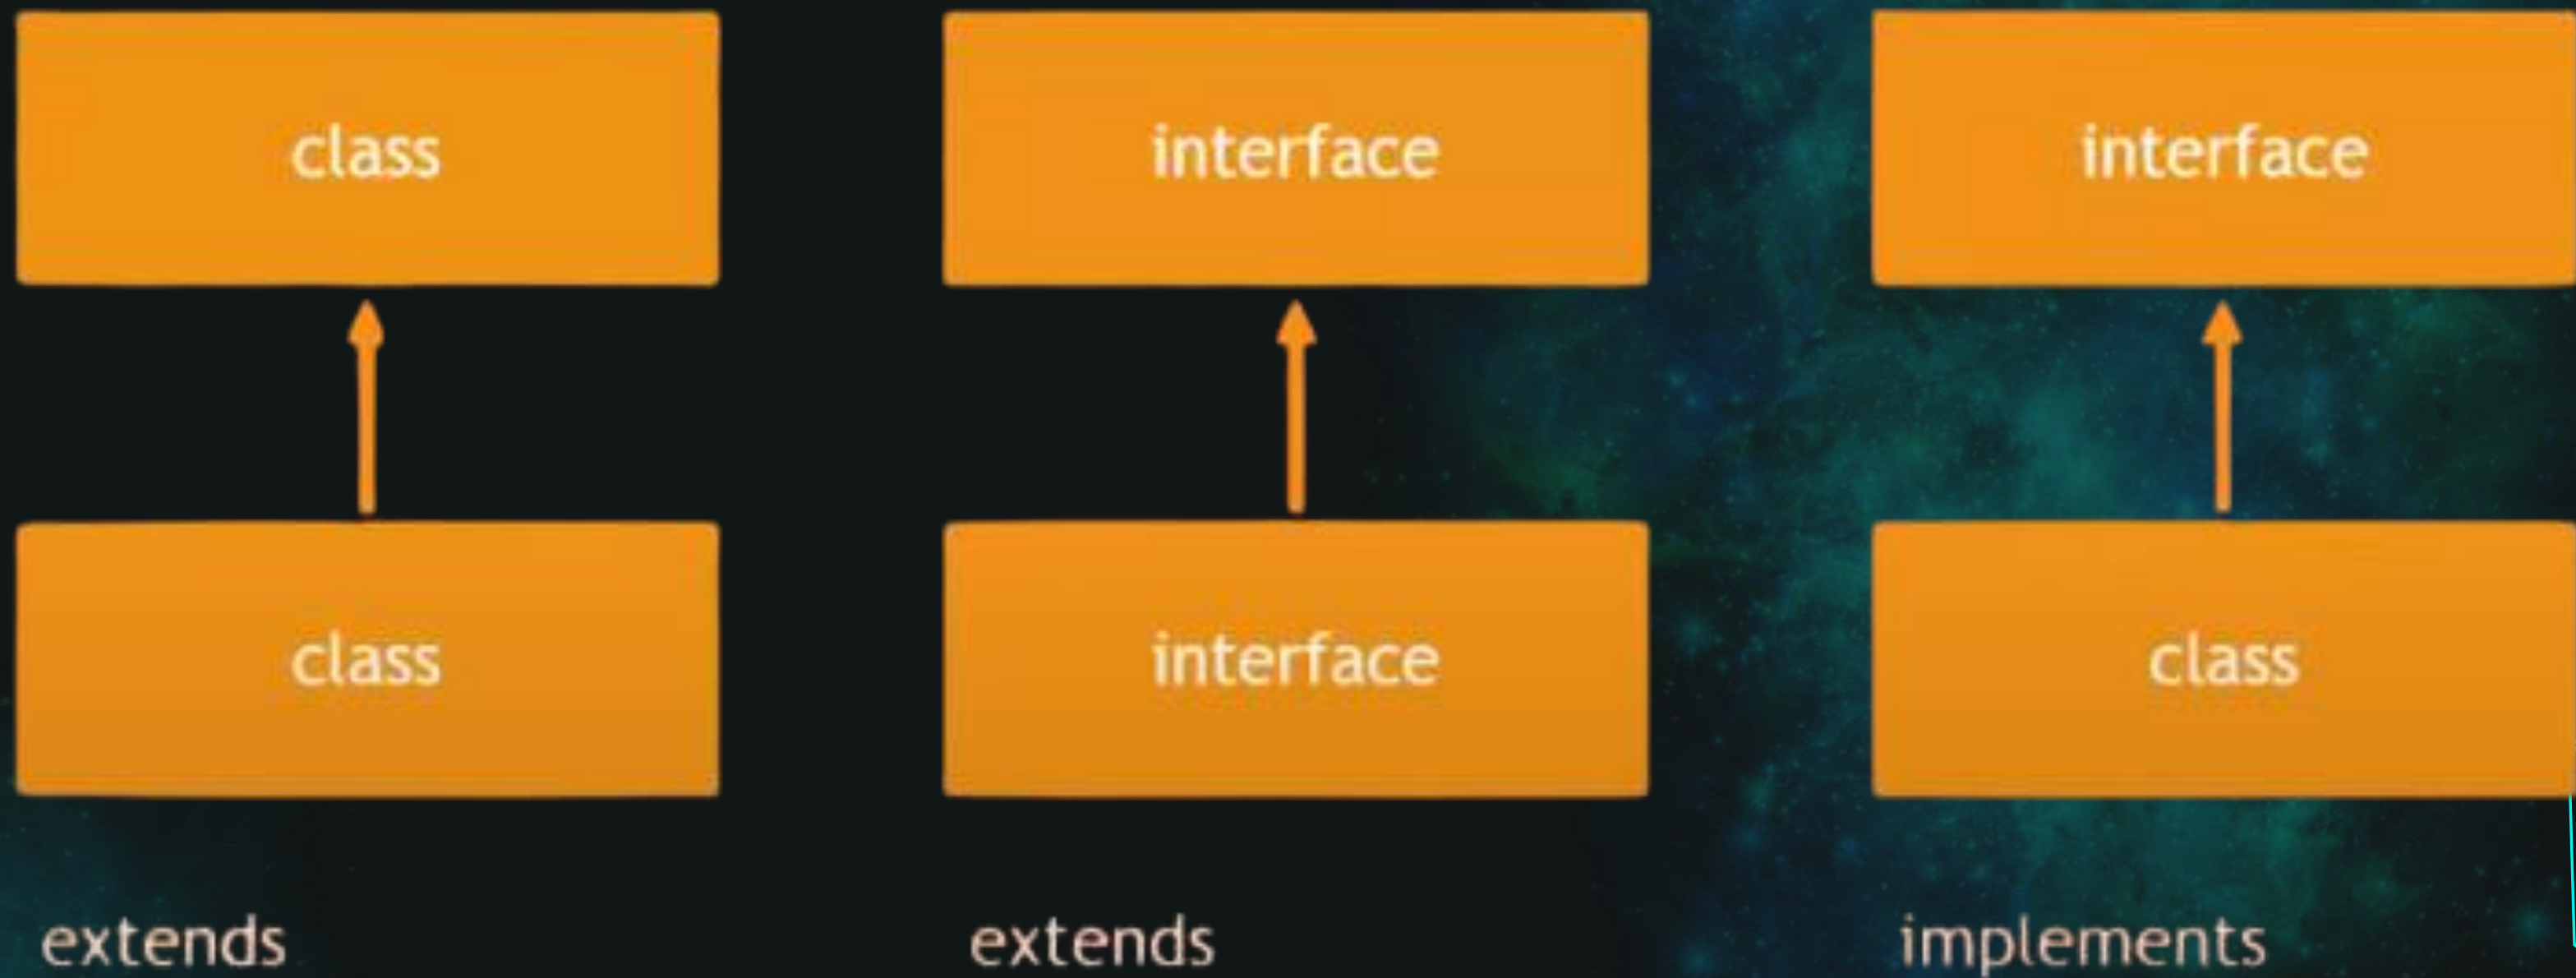 class
interface
interface
class
interface
class
extends
extends
implements